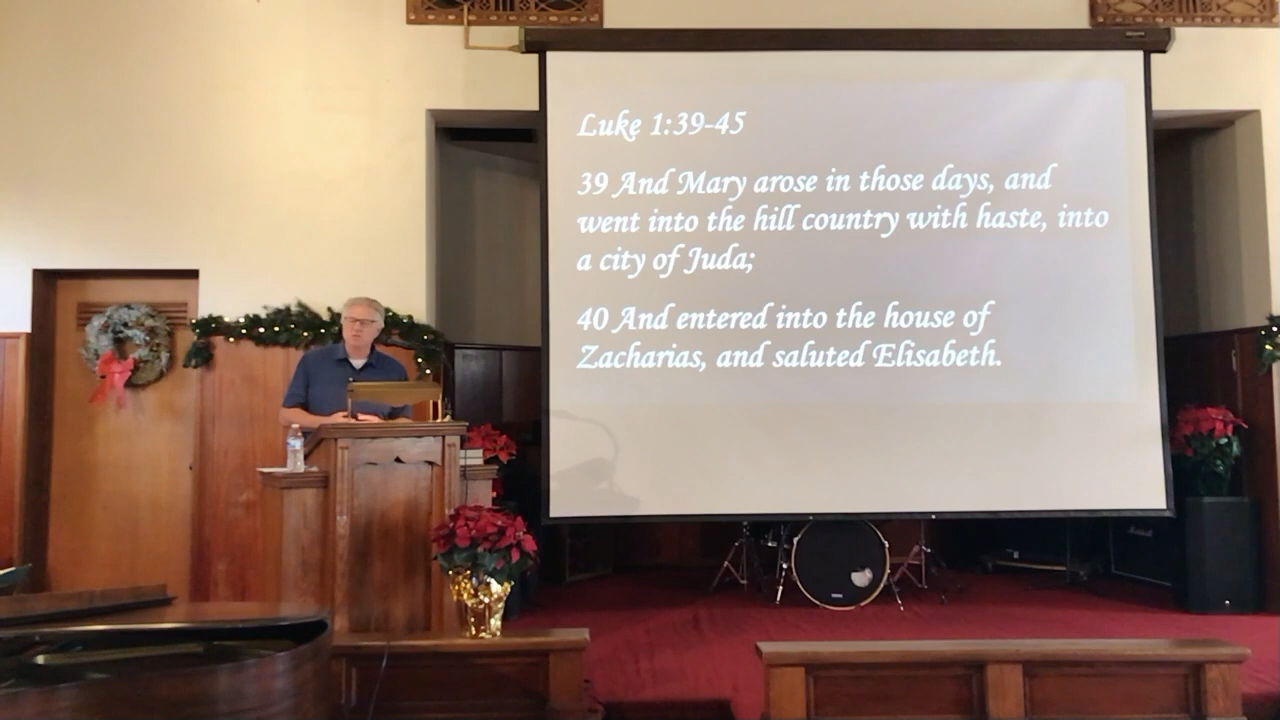 Luke 1:39-45
39 And Mary arose in those days, and
went into the hill country with haste, into
a city of Juda;
40 And entered into the house of
Zacharias, and saluted Elisabeth.